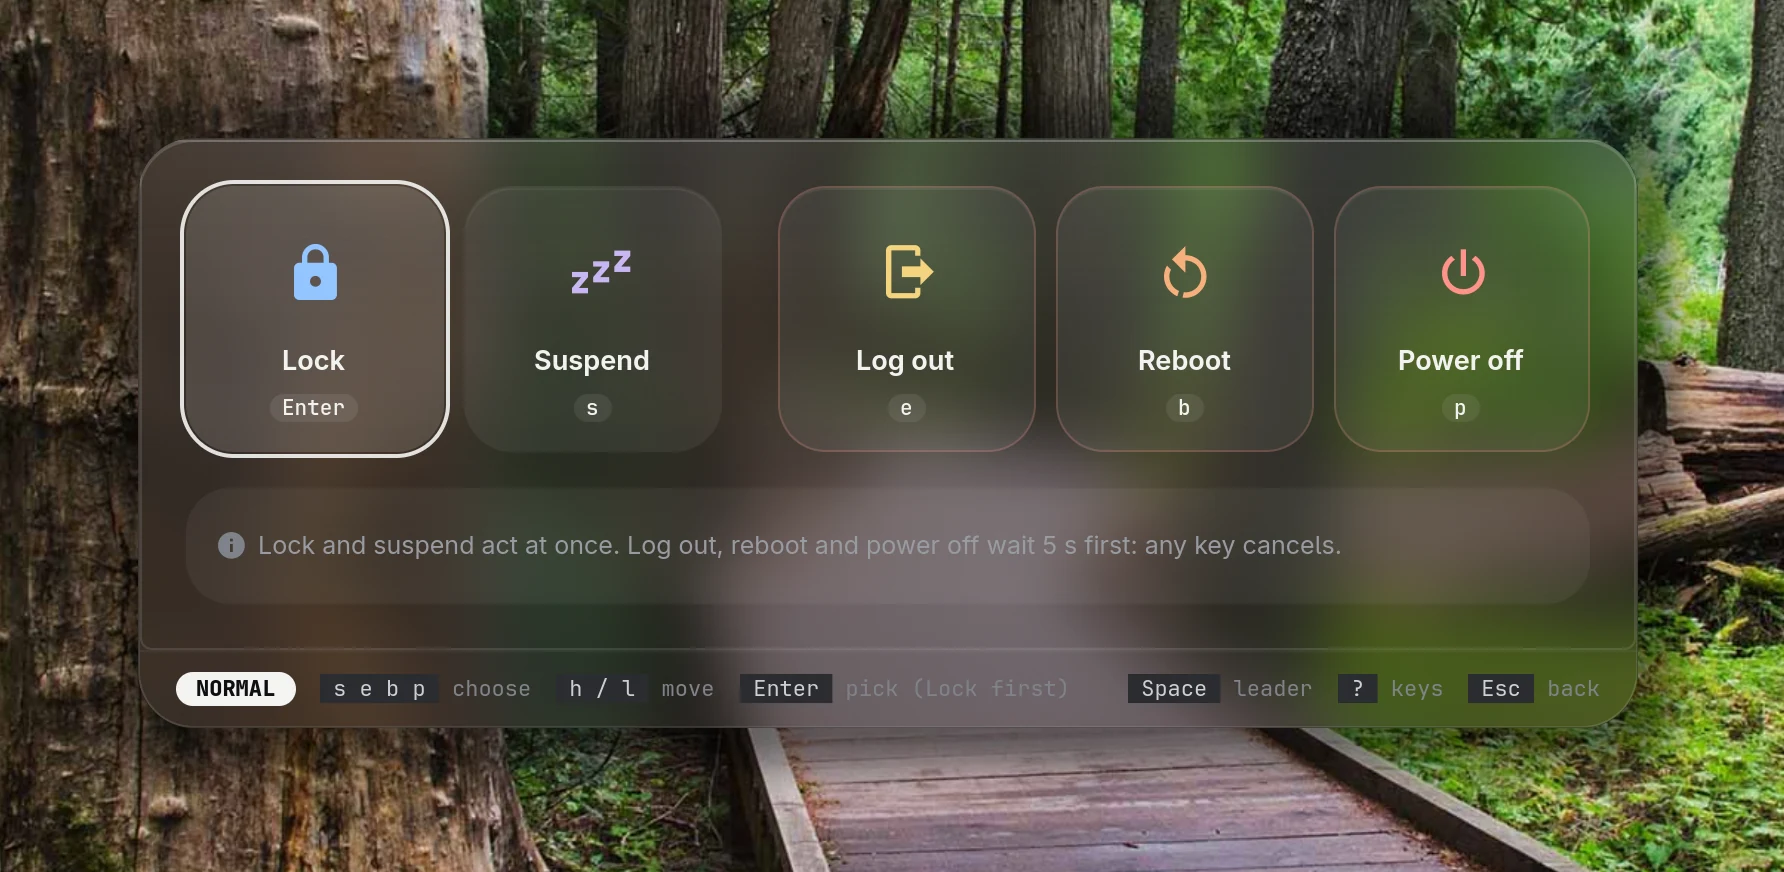 Lock
Enter
Suspend
s
Log out
e
Reboot
b
Power off
p
Lock and suspend act at once. Log out, reboot and power off wait 5 s first: any key cancels.
NORMAL s e b p choose h / l move Enter pick (Lock first) Space leader ? keys Esc back